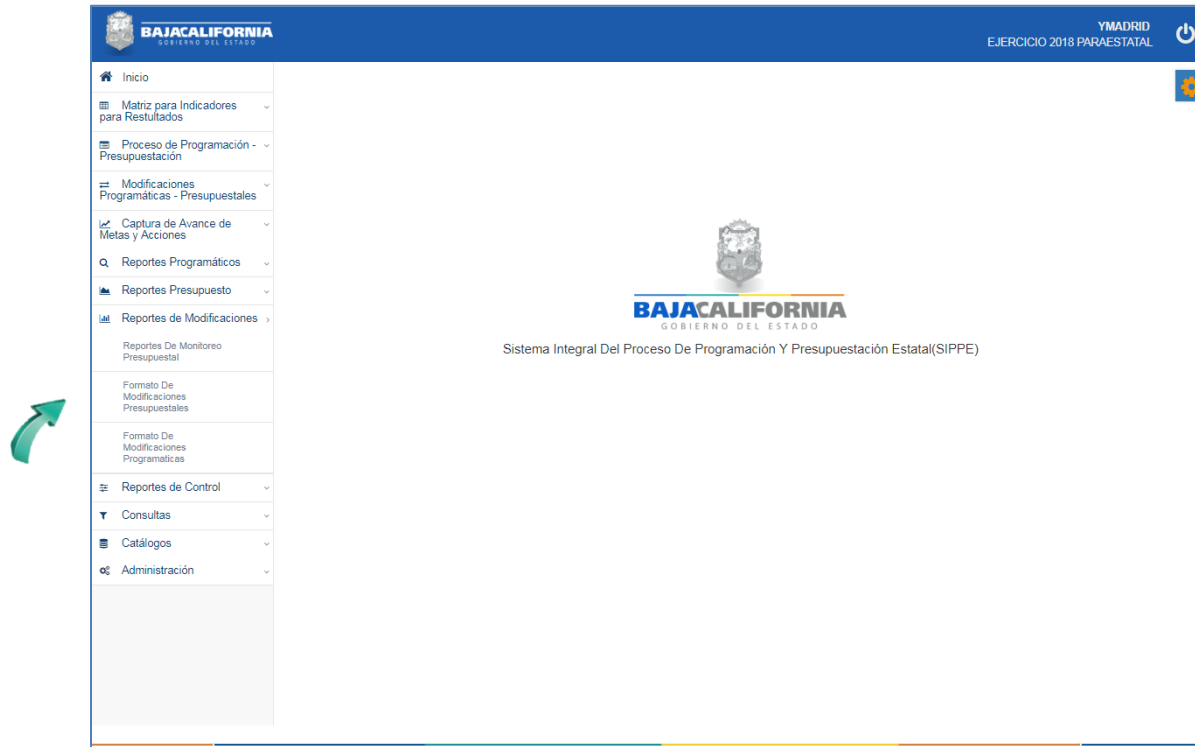 BAJACALIFORNIA
GOBIERNO DEL ESTADO
YMADRID
EJERCICIO 2018 PARAESTATAL
Inicio
Matriz para Indicadores
para Restultados
Proceso de Programación -
Presupuestación
Modificaciones
Programáticas - Presupuestales
Captura de Avance de
Metas y Acciones
Reportes Programáticos
Reportes Presupuesto
Reportes de Modificaciones
Reportes De Monitoreo
Presupuestal
Formato De
Modificaciones
Presupuestales
Formato De
Modificaciones
Programaticas
Reportes de Control
Consultas
Catálogos
Administración
BAJACALIFORNIA
GOBIERNO DEL ESTADO
Sistema Integral Del Proceso De Programación Y Presupuestación Estatal(SIPPE)